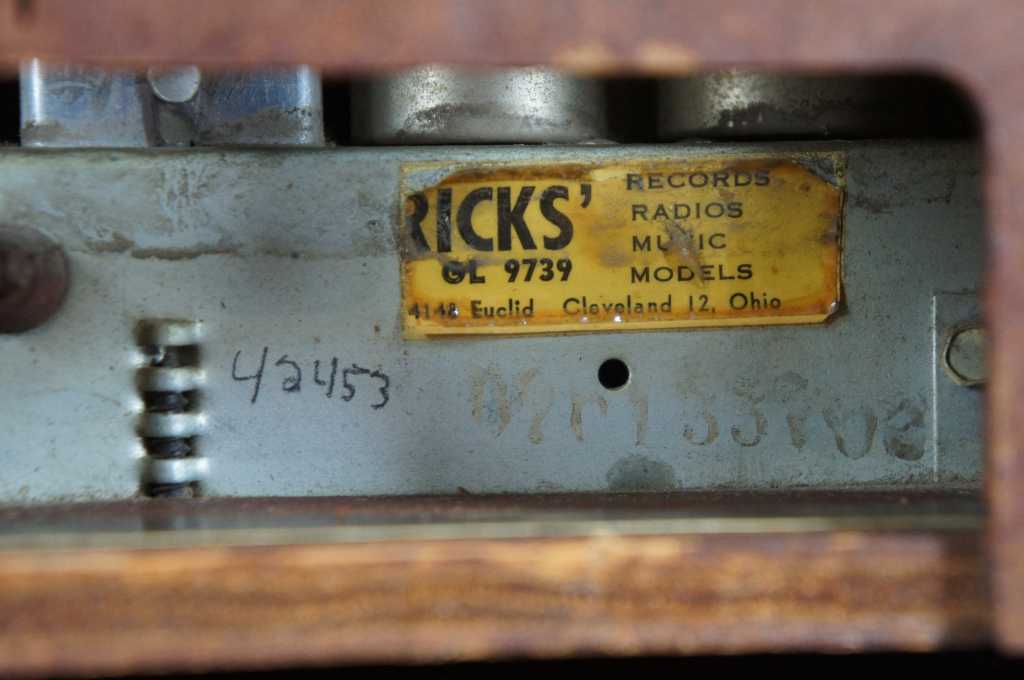 RICKS'
GL 9739
RECORDS
RADIOS
MUSIC
MODELS
4148 Euclid Cleveland 12, Ohio
42453